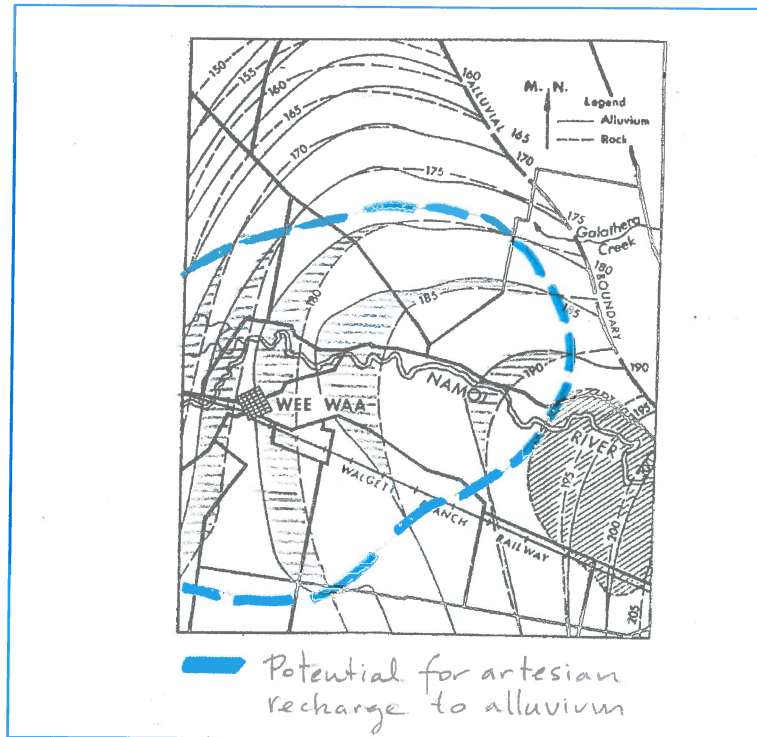 150
155
160
165
170
175
160
ALLUVIAL
165
170
M. N.
Legend
Alluvium
Rock
175
Galathera
Creek
180
BOUNDARY
180
185
185
190
190
195
NAMOI
RIVER
WEE WAA
WALGETT
BRANCH
RAILWAY
195
200
200
205
Potential for artesian
recharge to alluvium